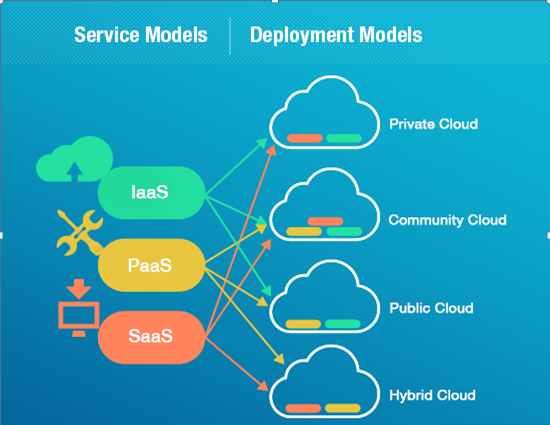 Service Models
Deployment Models
IaaS
PaaS
SaaS
Private Cloud
Community Cloud
Public Cloud
Hybrid Cloud